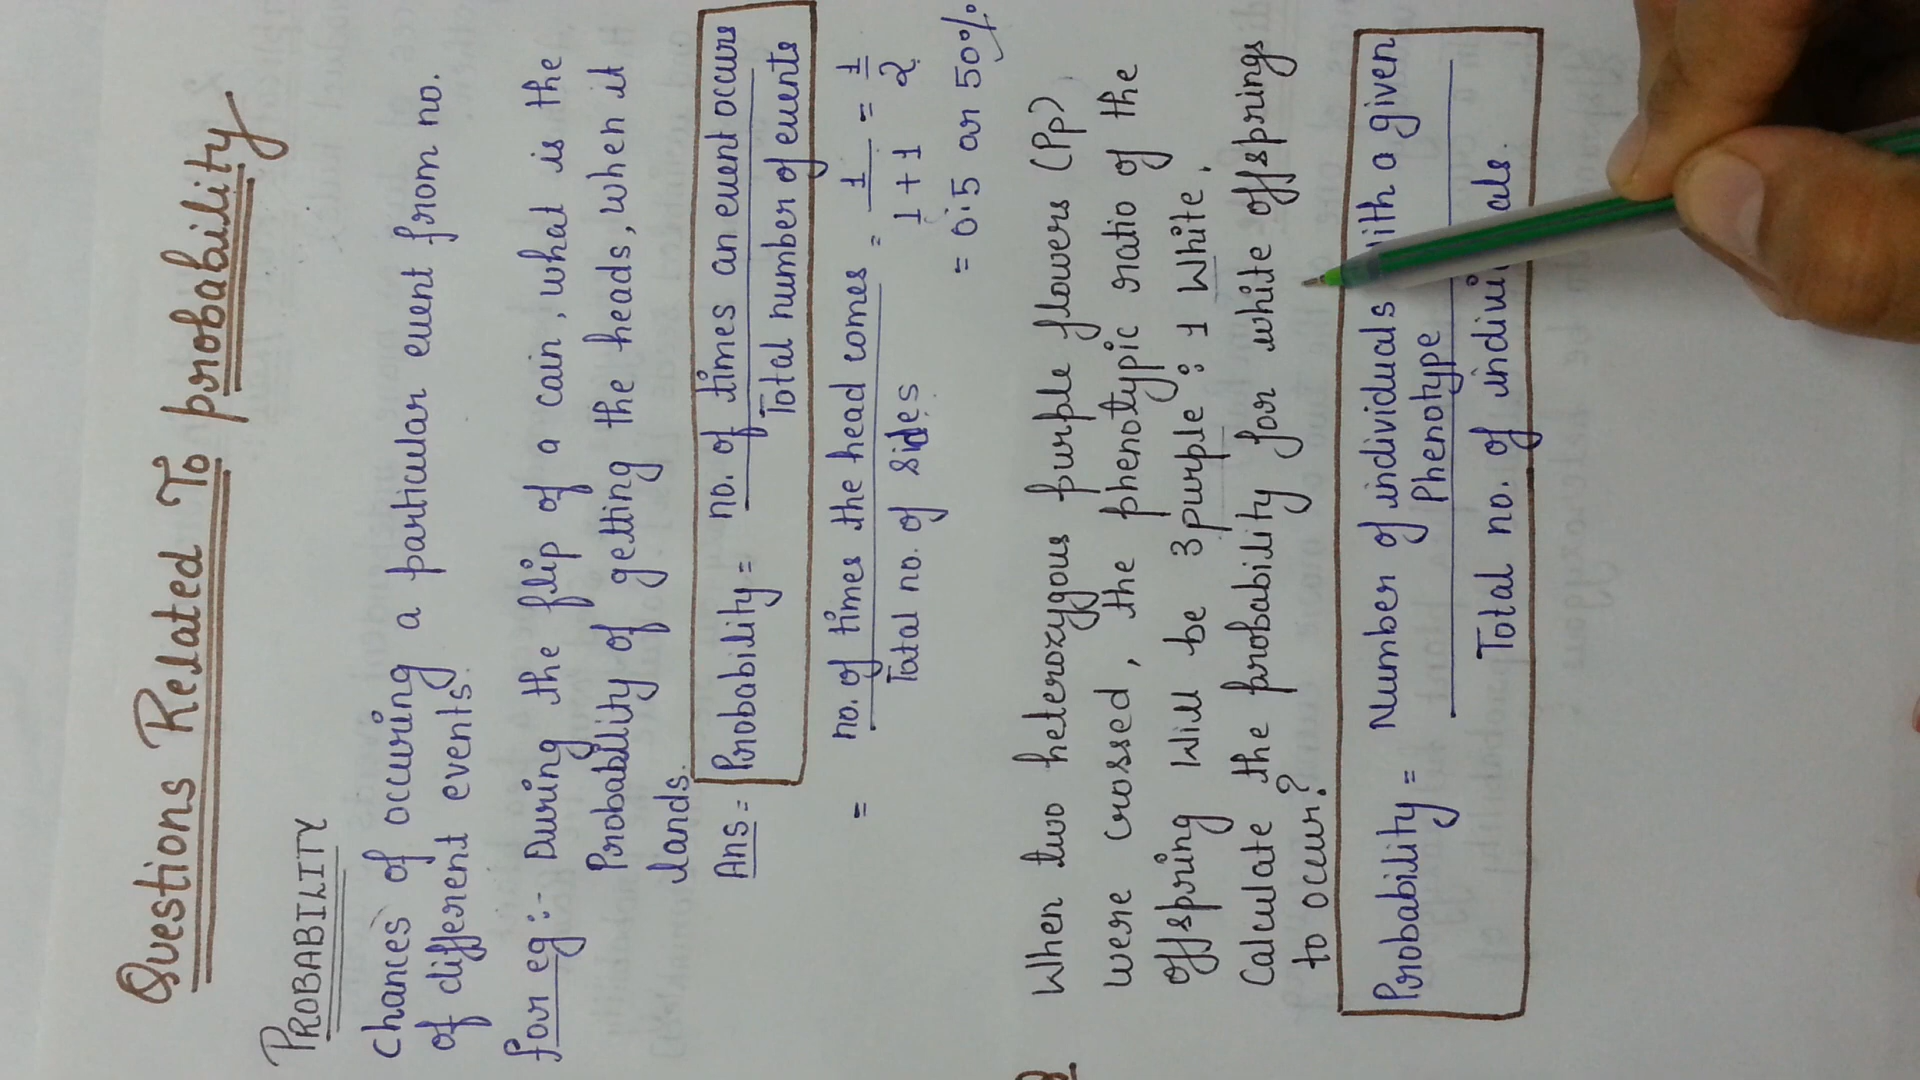 Questions Related To probability
PROBABILITY
Chances of occuring a particular event from no.
of different events.
for eg:- During the flip of a coin, what is the
Probability of getting the heads, when it
lands.
Ans = Probability = no. of times an event occurs
Total number of events
= no. of times the head comes = 1 = 1
Total no. of sides 1+1 2
= 0.5 or 50%
When two heterozygous purple flowers (Pp)
were crossed, the phenotypic ratio of the
offspring will be 3 purple : 1 White.
Calculate the probability for white offsprings
to occur?
Probability = Number of individuals with a given
Phenotype
Total no. of